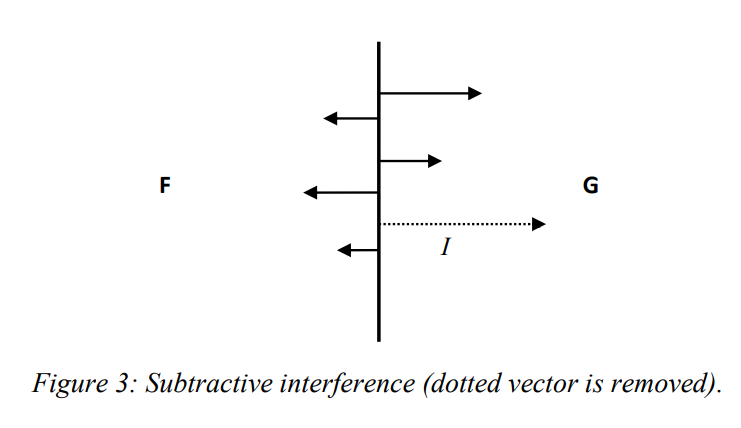 F
G
I
Figure 3: Subtractive interference (dotted vector is removed).